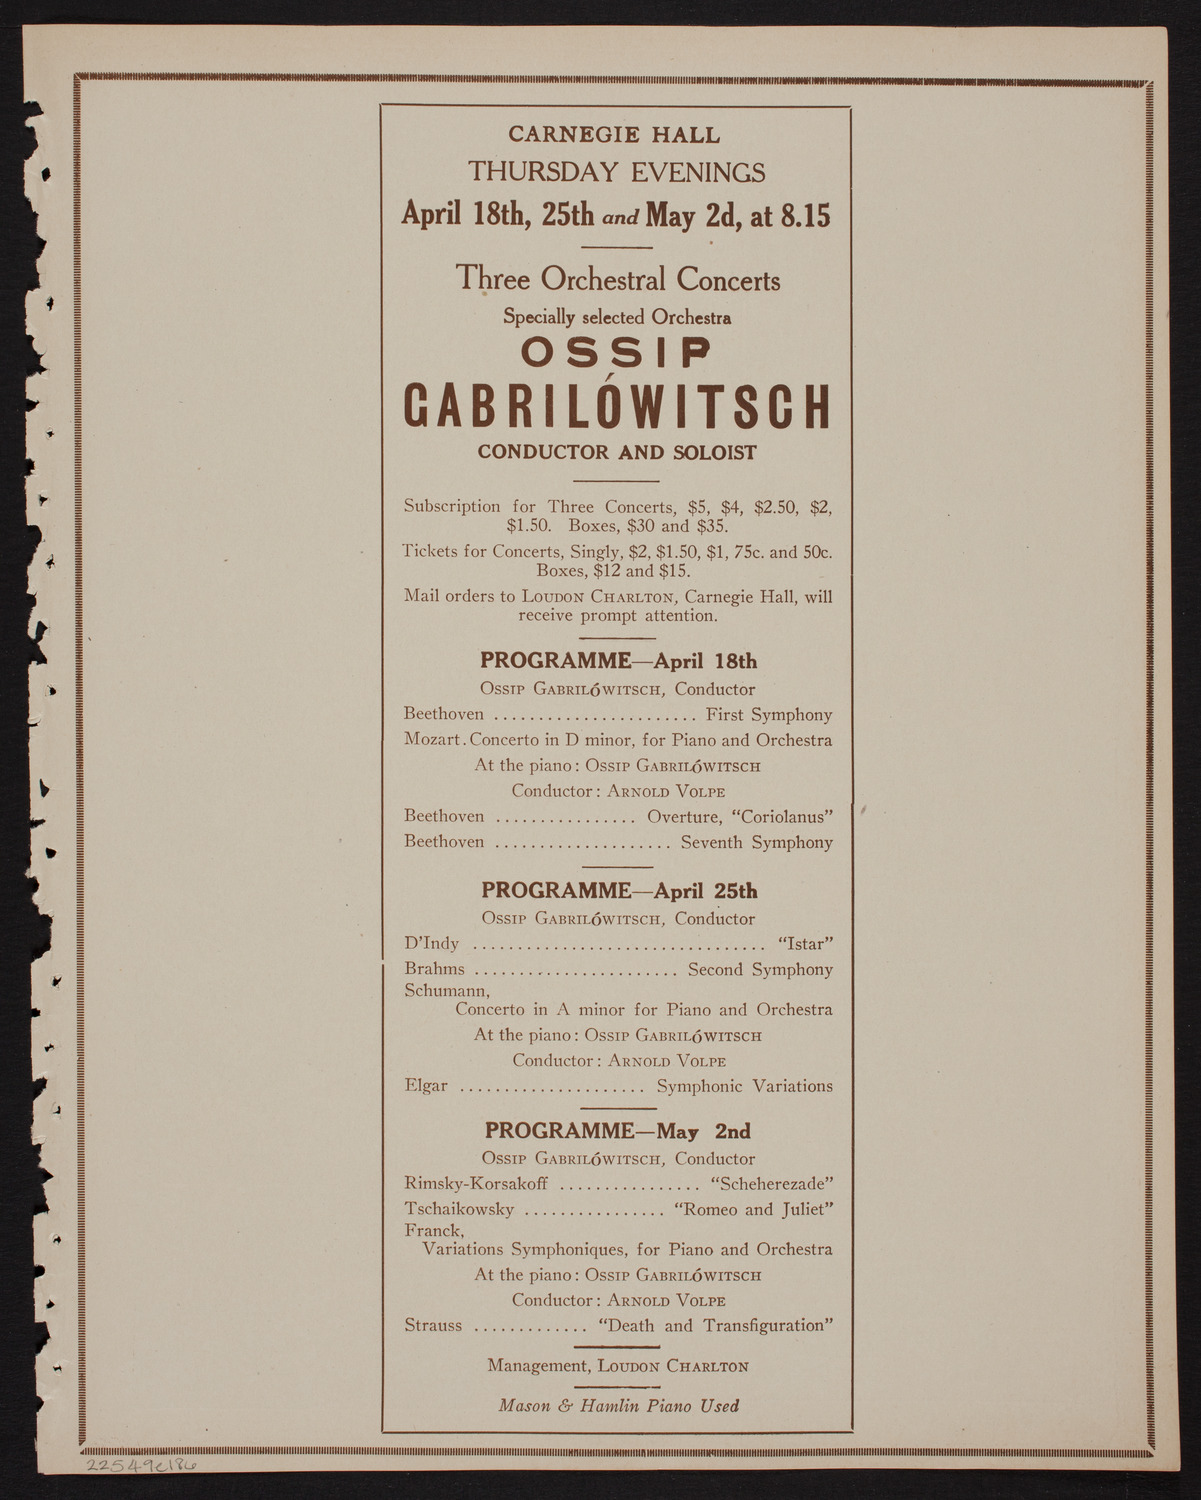 CARNEGIE HALL
THURSDAY EVENINGS
April 18th, 25th and May 2d, at 8.15
Three Orchestral Concerts
Specially selected Orchestra
OSSIP
GABRILÓWITSCH
CONDUCTOR AND SOLOIST
Subscription for Three Concerts, $5, $4, $2.50, $2,
$1.50. Boxes, $30 and $35.
Tickets for Concerts, Singly, $2, $1.50, $1, 75c. and 50c.
Boxes, $12 and $15.
Mail orders to LOUDON CHARLTON, Carnegie Hall, will
receive prompt attention.
PROGRAMME—April 18th
OSSIP GABRILÓWITSCH, Conductor
Beethoven ....................... First Symphony
Mozart. Concerto in D minor, for Piano and Orchestra
At the piano: OSSIP GABRILÓWITSCH
Conductor: ARNOLD VOLPE
Beethoven ................ Overture, "Coriolanus"
Beethoven .................... Seventh Symphony
PROGRAMME—April 25th
OSSIP GABRILÓWITSCH, Conductor
D'Indy ................................. "Istar"
Brahms ....................... Second Symphony
Schumann,
Concerto in A minor for Piano and Orchestra
At the piano: OSSIP GABRILÓWITSCH
Conductor: ARNOLD VOLPE
Elgar ..................... Symphonic Variations
PROGRAMME—May 2nd
OSSIP GABRILÓWITSCH, Conductor
Rimsky-Korsakoff ................ "Scheherezade"
Tschaikowsky ................ "Romeo and Juliet"
Franck,
Variations Symphoniques, for Piano and Orchestra
At the piano: OSSIP GABRILÓWITSCH
Conductor: ARNOLD VOLPE
Strauss ............. "Death and Transfiguration"
Management, LOUDON CHARLTON
Mason & Hamlin Piano Used